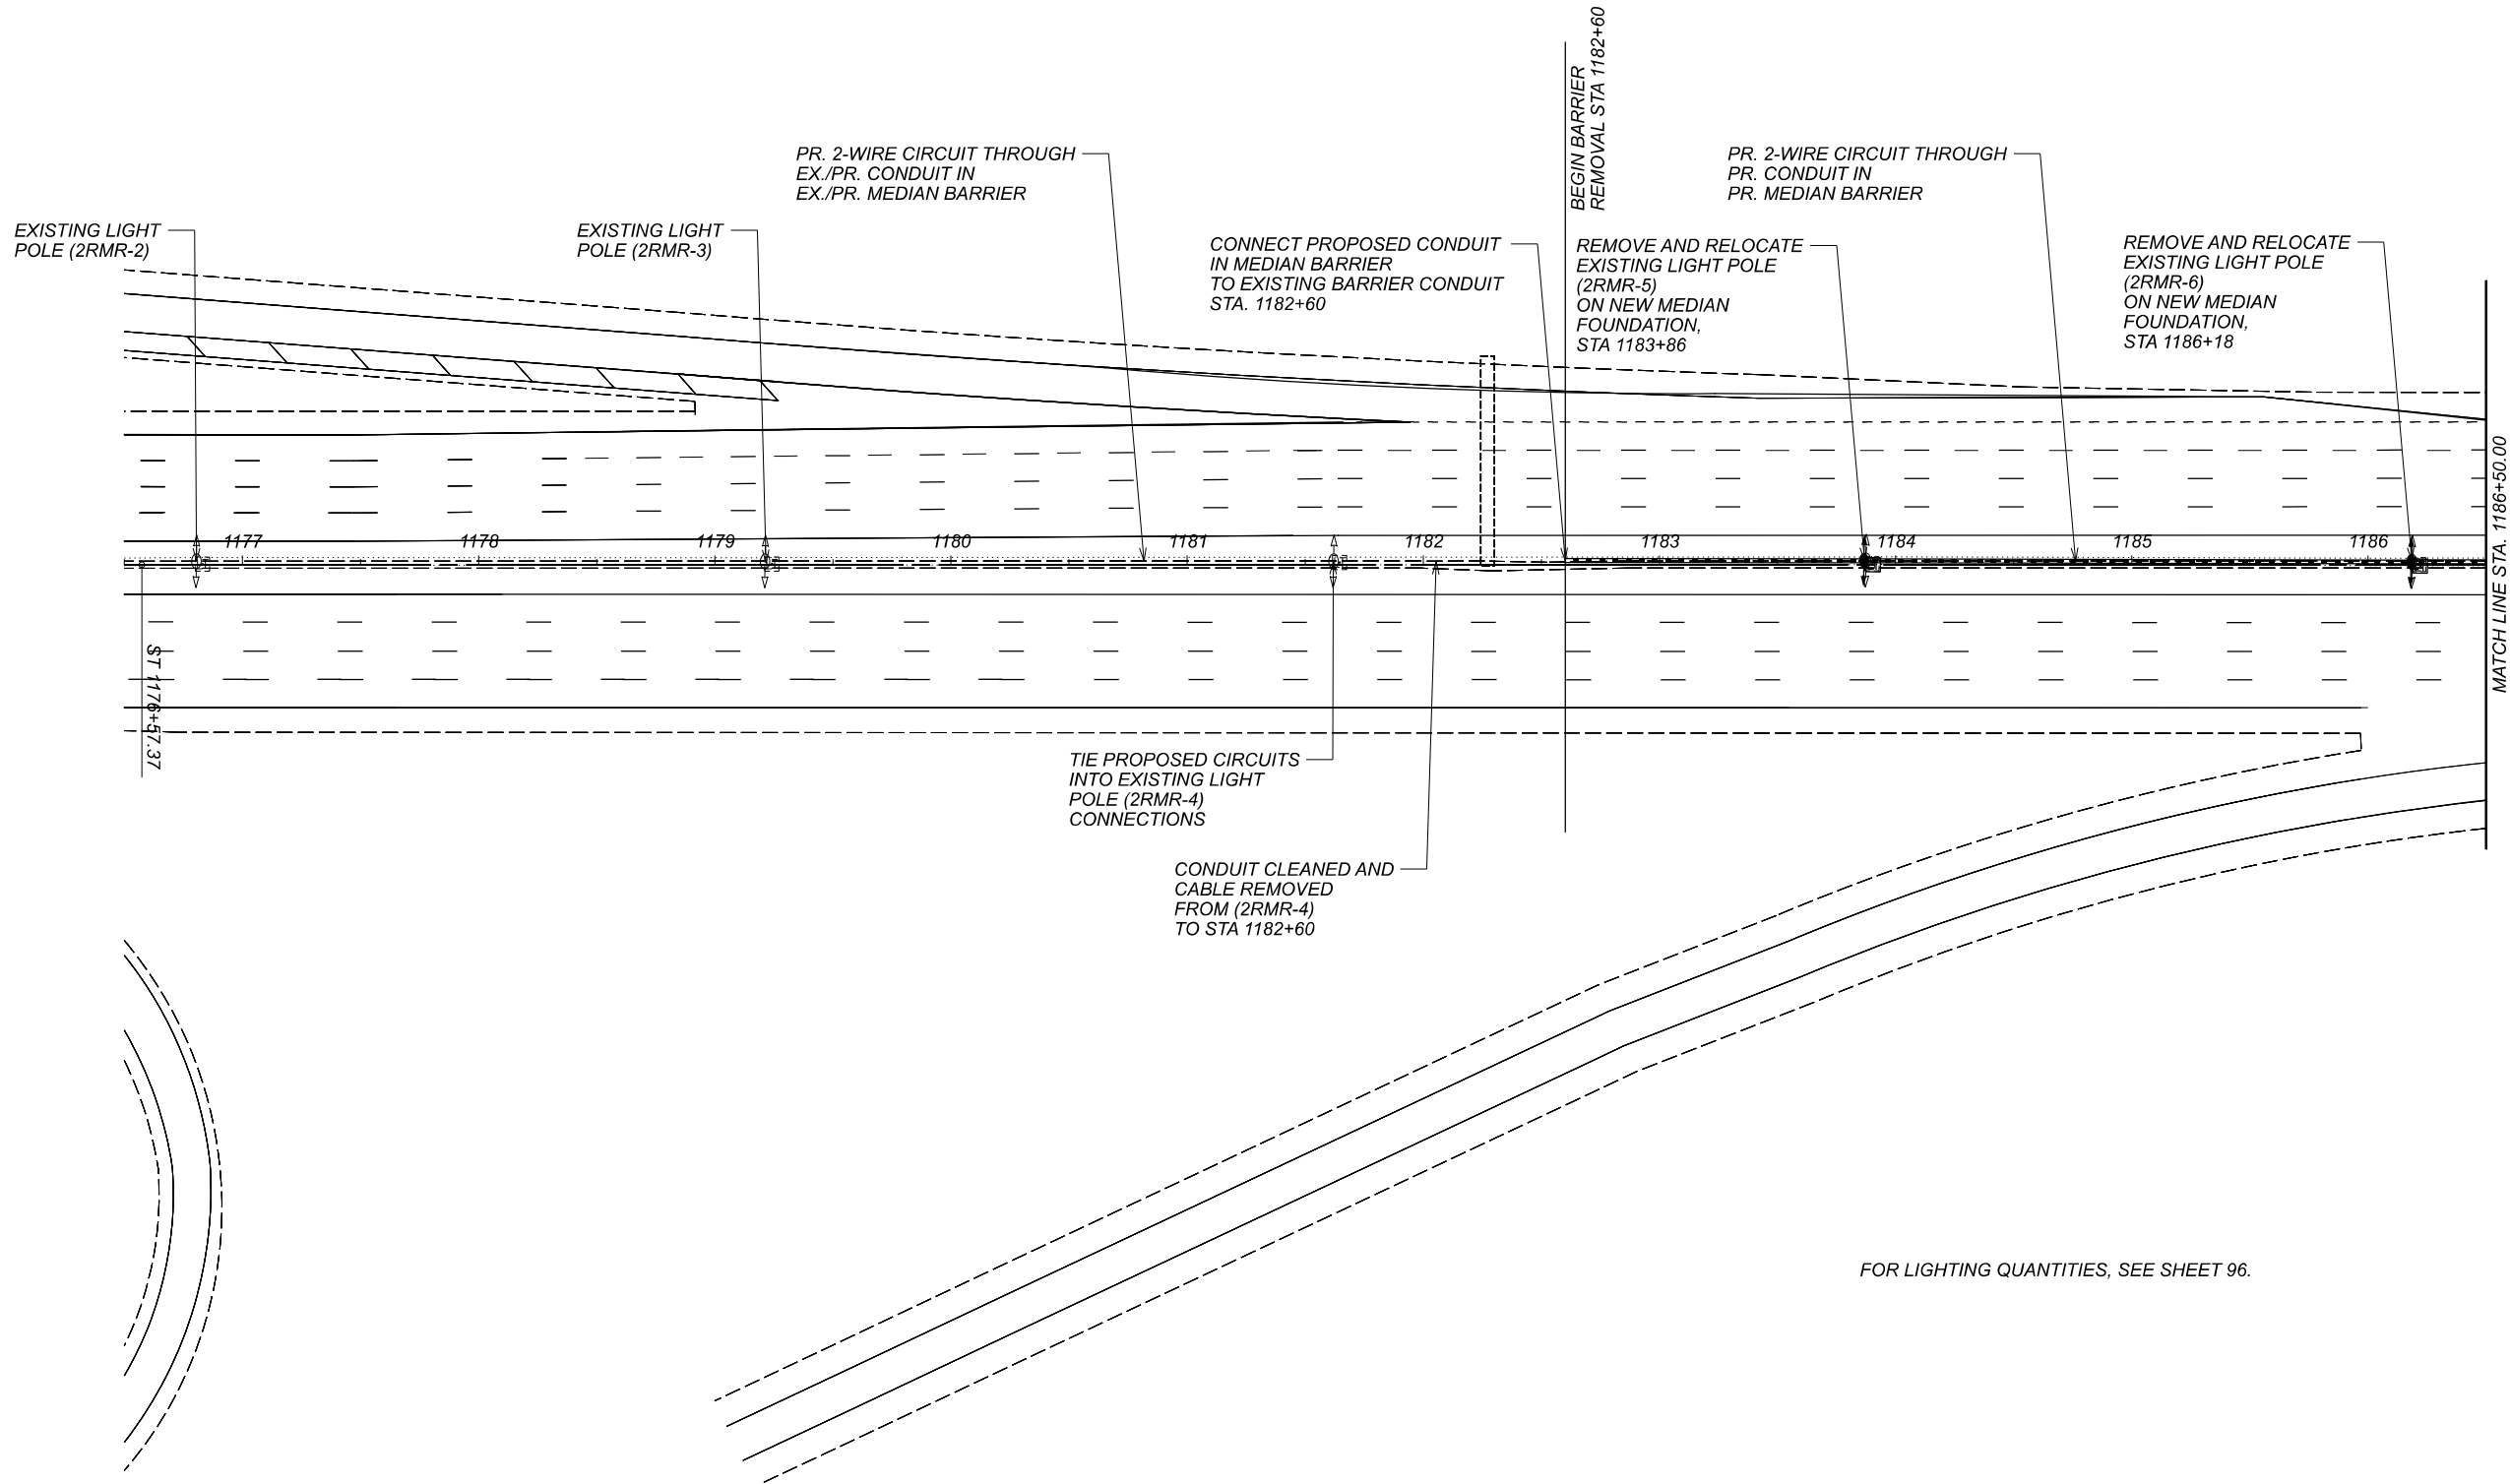 BEGIN BARRIER
REMOVAL STA 1182+60
PR. 2-WIRE CIRCUIT THROUGH
EX./PR. CONDUIT IN
EX./PR. MEDIAN BARRIER
PR. 2-WIRE CIRCUIT THROUGH
PR. CONDUIT IN
PR. MEDIAN BARRIER
EXISTING LIGHT
POLE (2RMR-2)
EXISTING LIGHT
POLE (2RMR-3)
CONNECT PROPOSED CONDUIT
IN MEDIAN BARRIER
TO EXISTING BARRIER CONDUIT
STA. 1182+60
REMOVE AND RELOCATE
EXISTING LIGHT POLE
(2RMR-5)
ON NEW MEDIAN
FOUNDATION,
STA 1183+86
REMOVE AND RELOCATE
EXISTING LIGHT POLE
(2RMR-6)
ON NEW MEDIAN
FOUNDATION,
STA 1186+18
MATCH LINE STA. 1186+50.00
1177
1178
1179
1180
1181
1182
1183
1184
1185
1186
ST 1176+57.37
TIE PROPOSED CIRCUITS
INTO EXISTING LIGHT
POLE (2RMR-4)
CONNECTIONS
CONDUIT CLEANED AND
CABLE REMOVED
FROM (2RMR-4)
TO STA 1182+60
FOR LIGHTING QUANTITIES, SEE SHEET 96.